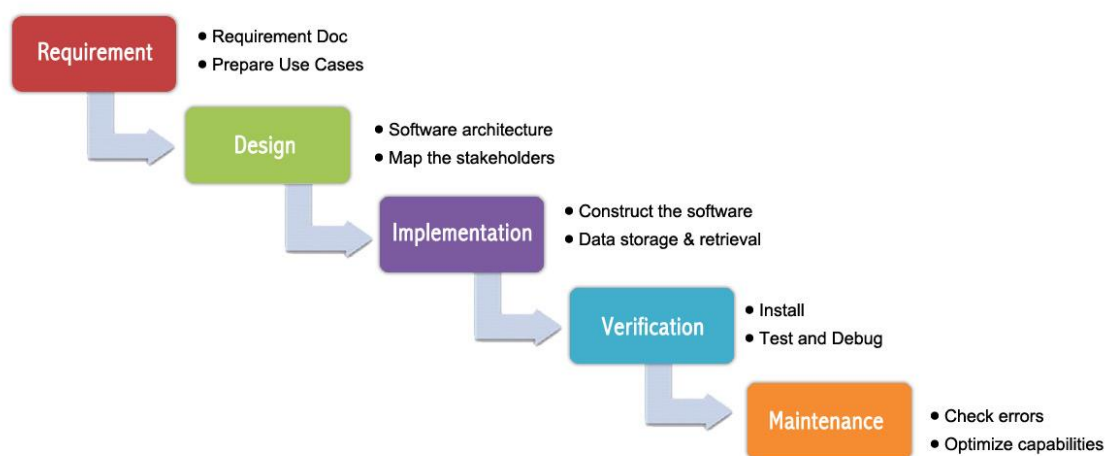 Requirement
• Requirement Doc
• Prepare Use Cases
Design
• Software architecture
• Map the stakeholders
Implementation
• Construct the software
• Data storage & retrieval
Verification
• Install
• Test and Debug
Maintenance
• Check errors
• Optimize capabilities